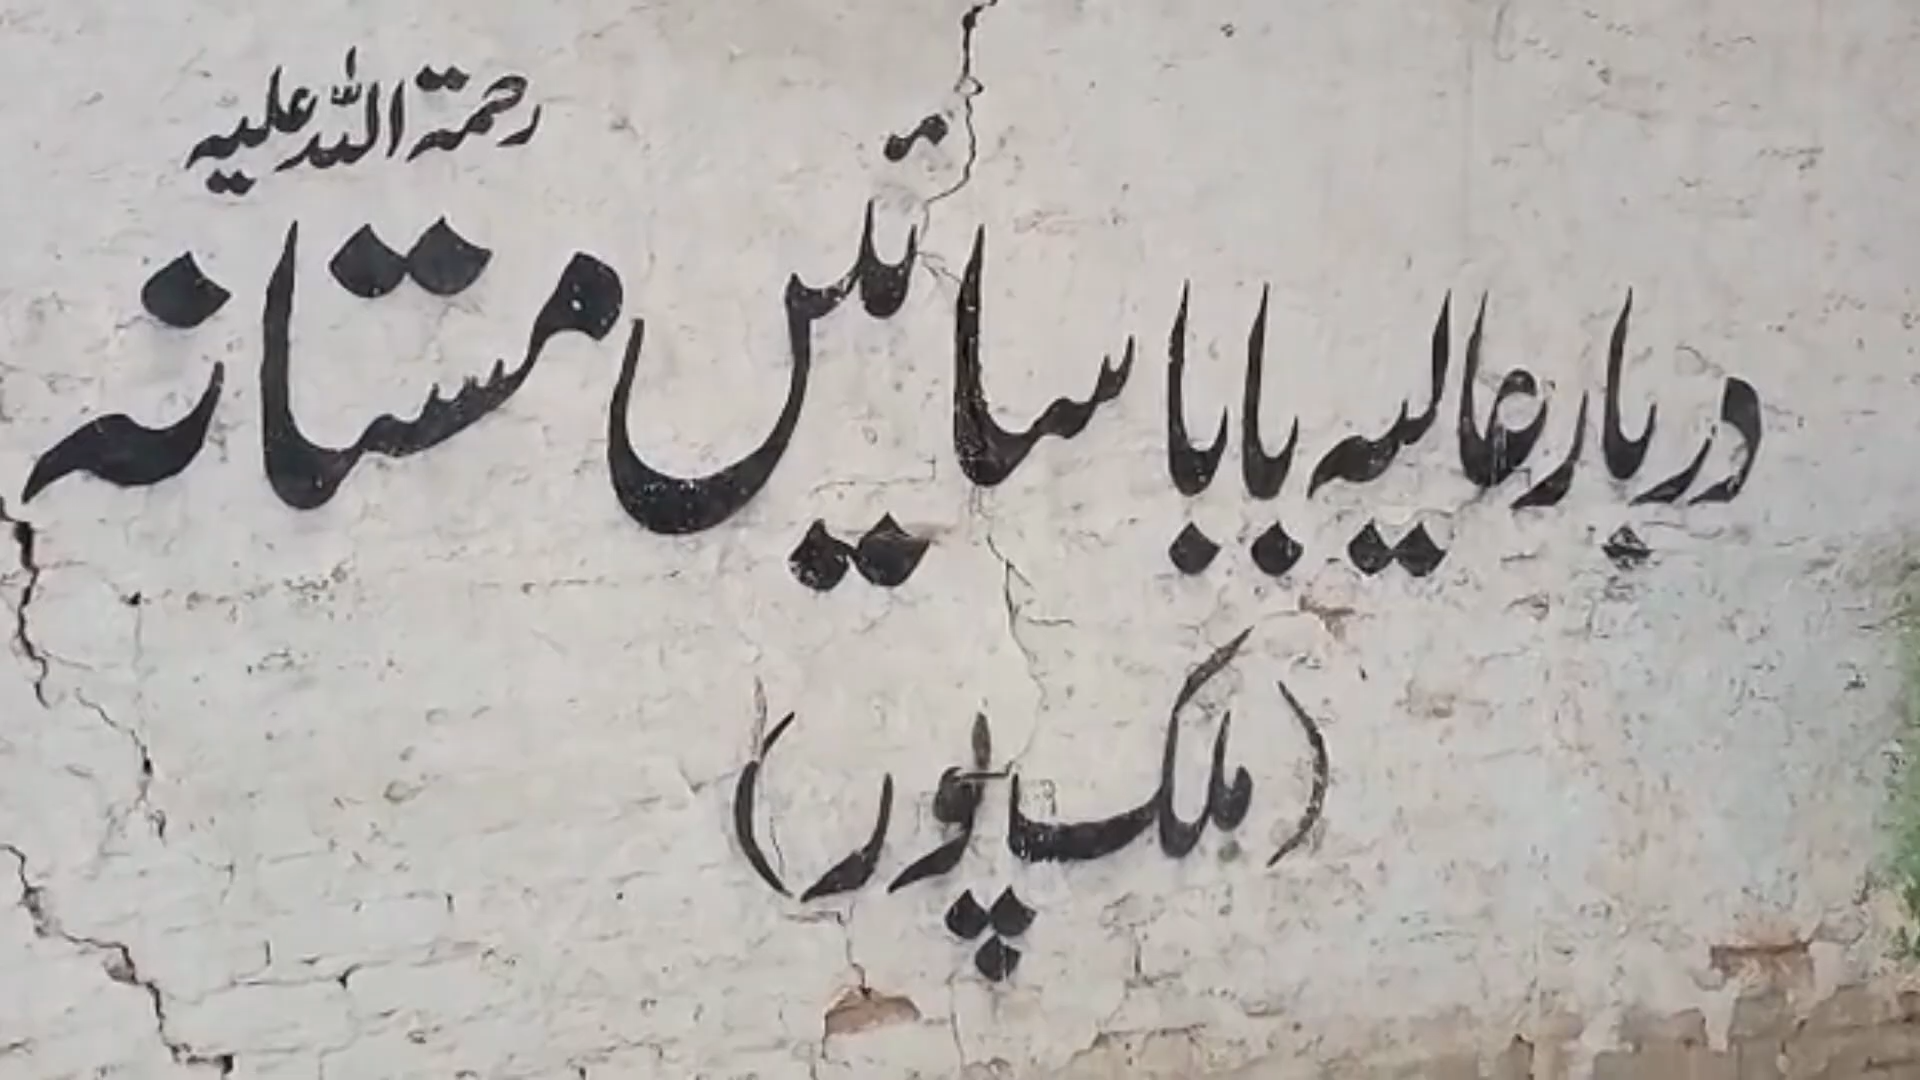 رحمۃ اللہ علیہ
دربار عالیہ بابا سائیں مستانہ
(ملک پور)